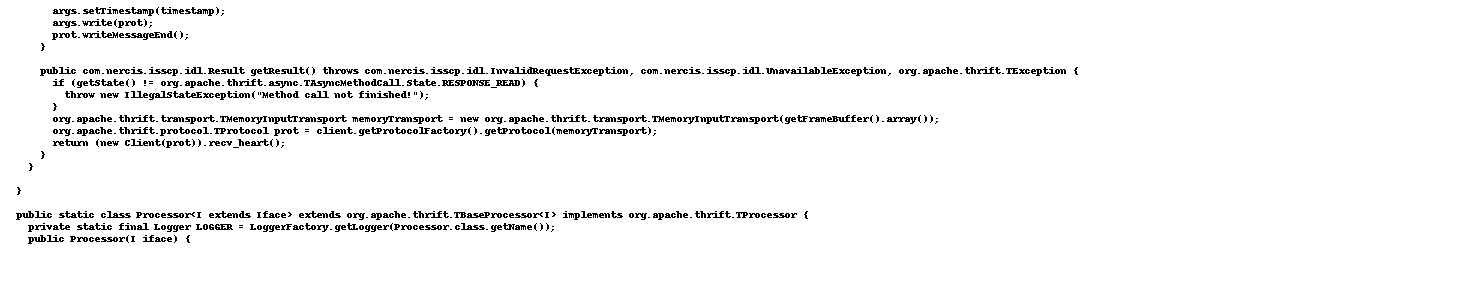 args.setTimestamp(timestamp);
args.write(prot);
prot.writeMessageEnd();
}
public com.nercis.isscp.idl.Result getResult() throws com.nercis.isscp.idl.InvalidRequestException, com.nercis.isscp.idl.UnavailableException, org.apache.thrift.TException {
if (getState() != org.apache.thrift.async.TAsyncMethodCall.State.RESPONSE_READ) {
throw new IllegalStateException("Method call not finished!");
}
org.apache.thrift.transport.TMemoryInputTransport memoryTransport = new org.apache.thrift.transport.TMemoryInputTransport(getFrameBuffer().array());
org.apache.thrift.protocol.TProtocol prot = client.getProtocolFactory().getProtocol(memoryTransport);
return (new Client(prot)).recv_heart();
}
}
}
public static class Processor<I extends Iface> extends org.apache.thrift.TBaseProcessor<I> implements org.apache.thrift.TProcessor {
private static final Logger LOGGER = LoggerFactory.getLogger(Processor.class.getName());
public Processor(I iface) {